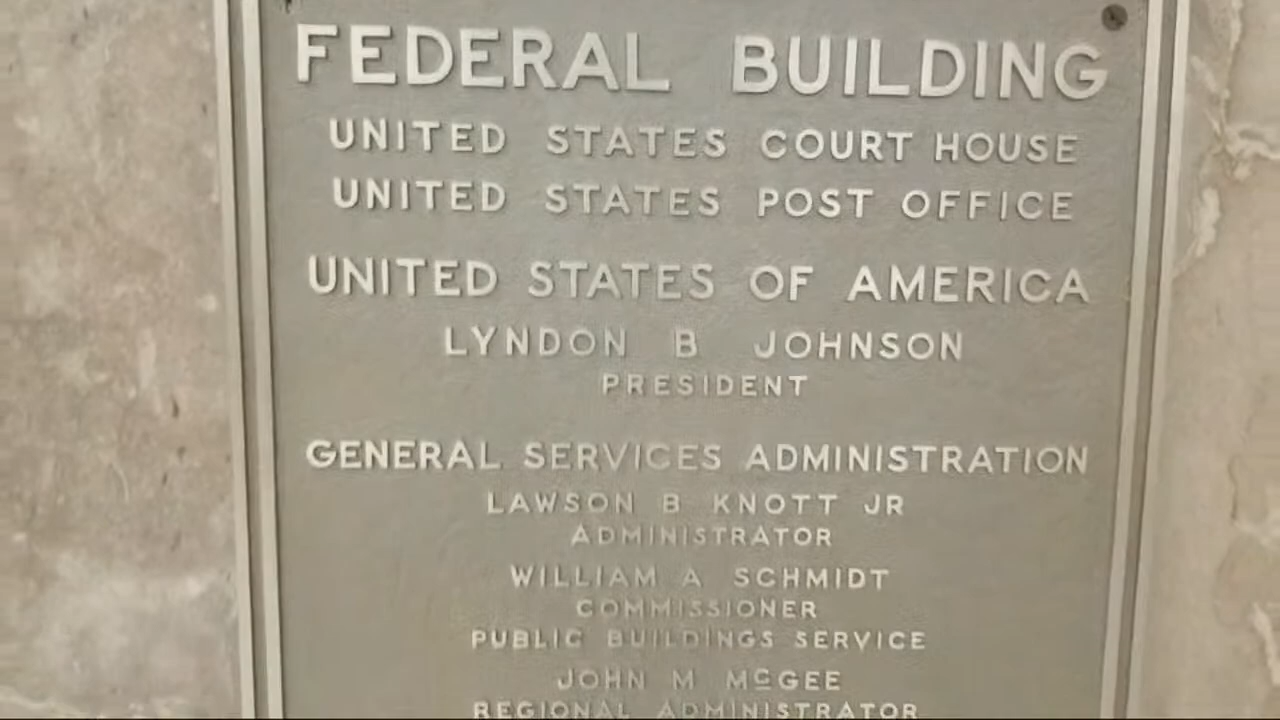 FEDERAL BUILDING
UNITED STATES COURT HOUSE
UNITED STATES POST OFFICE
UNITED STATES OF AMERICA
LYNDON B JOHNSON
PRESIDENT
GENERAL SERVICES ADMINISTRATION
LAWSON B KNOTT JR
ADMINISTRATOR
WILLIAM A SCHMIDT
COMMISSIONER
PUBLIC BUILDINGS SERVICE
JOHN M McGEE
REGIONAL ADMINISTRATOR